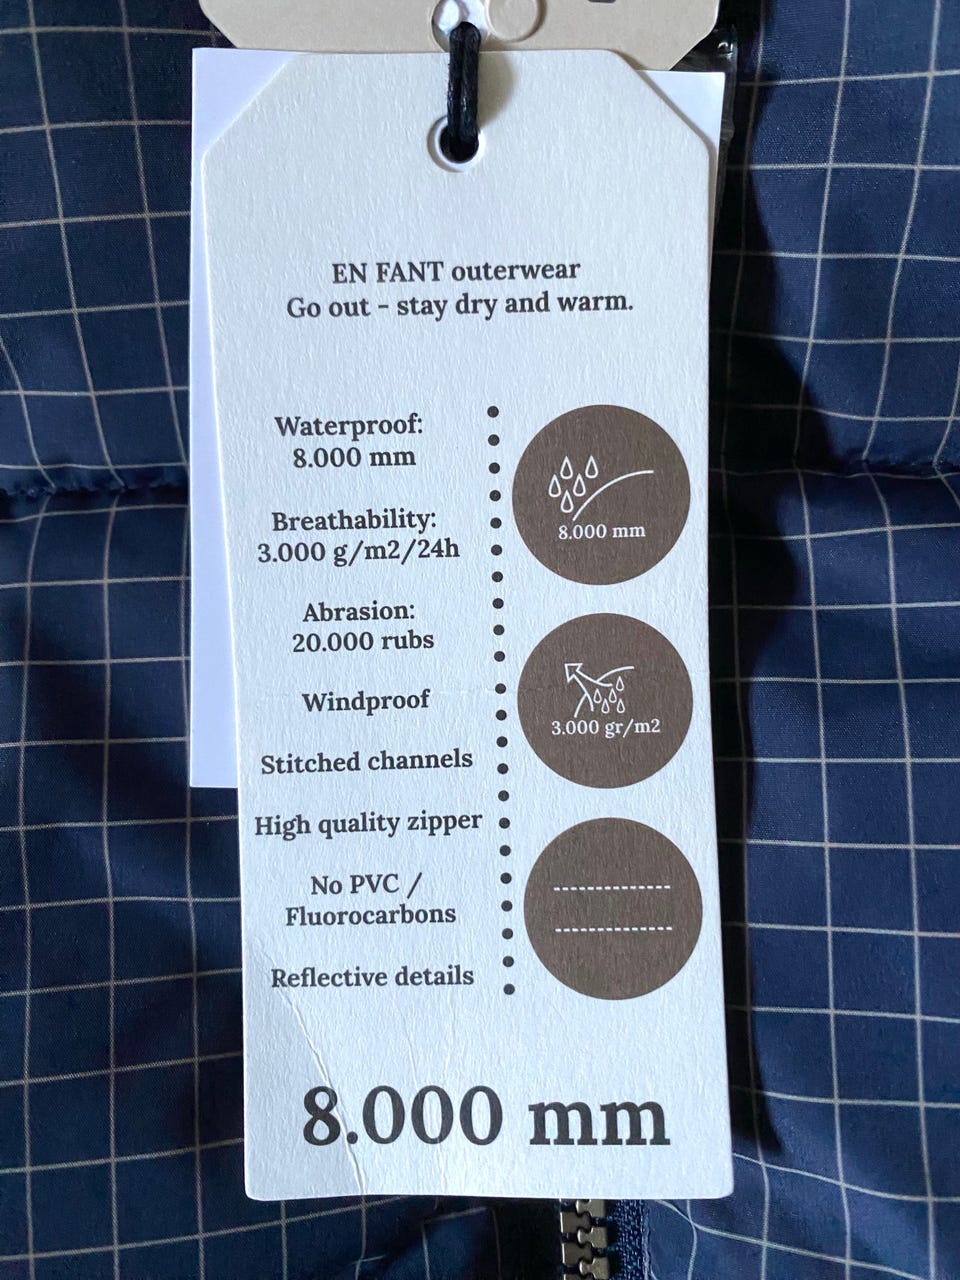 EN FANT outerwear
Go out - stay dry and warm.
Waterproof:
8.000 mm
Breathability:
3.000 g/m2/24h
Abrasion:
20.000 rubs
Windproof
Stitched channels
High quality zipper
No PVC /
Fluorocarbons
Reflective details
8.000 mm
3.000 gr/m2
8.000 mm